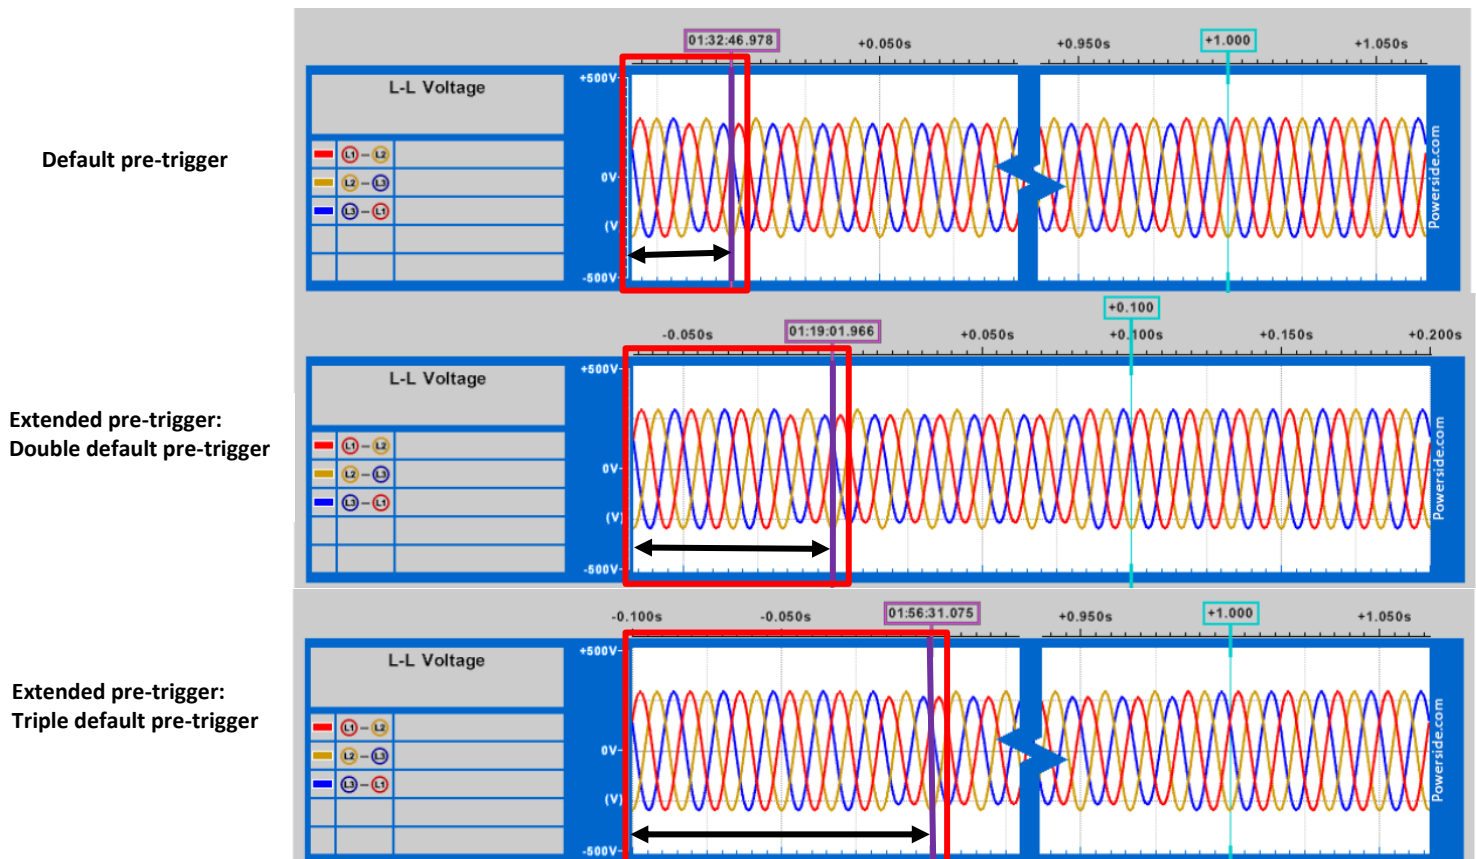 01:32:46.978 +0.050s +0.950s +1.000 +1.050s
Default pre-trigger
L-L Voltage
+500V
0V
(V)
-500V
L1 – L2
L2 – L3
L3 – L1
Powerside.com
+0.100
-0.050s 01:19:01.966 +0.050s +0.100s +0.150s +0.200s
Extended pre-trigger:
Double default pre-trigger
L-L Voltage
+500V
0V
(V)
-500V
L1 – L2
L2 – L3
L3 – L1
Powerside.com
-0.100s -0.050s 01:56:31.075 +0.950s +1.000 +1.050s
Extended pre-trigger:
Triple default pre-trigger
L-L Voltage
+500V
0V
(V)
-500V
L1 – L2
L2 – L3
L3 – L1
Powerside.com